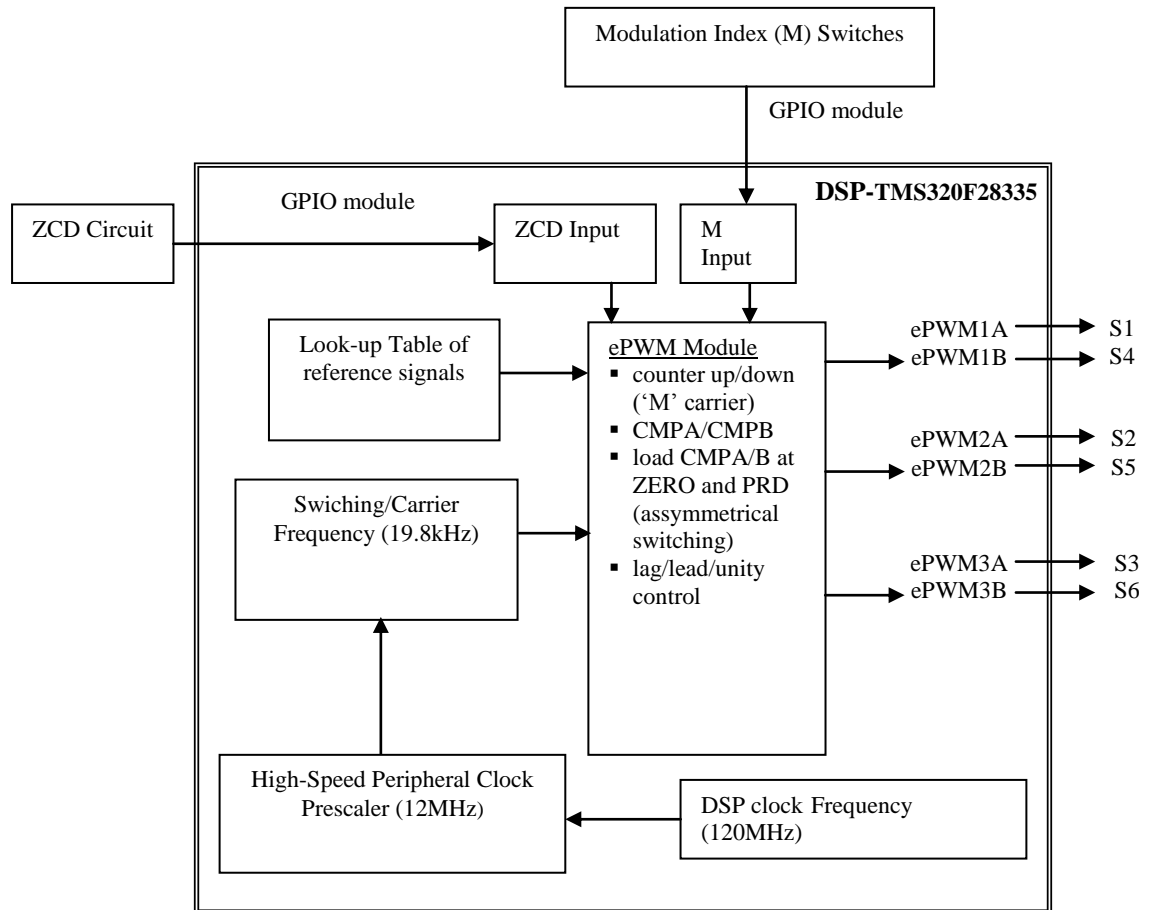 Modulation Index (M) Switches
GPIO module
DSP-TMS320F28335
GPIO module
ZCD Circuit
ZCD Input
M
Input
Look-up Table of
reference signals
ePWM Module
▪ counter up/down
(‘M’ carrier)
▪ CMPA/CMPB
▪ load CMPA/B at
ZERO and PRD
(assymmetrical
switching)
▪ lag/lead/unity
control
ePWM1A
S1
ePWM1B
S4
ePWM2A
S2
ePWM2B
S5
ePWM3A
S3
ePWM3B
S6
Swiching/Carrier
Frequency (19.8kHz)
High-Speed Peripheral Clock
Prescaler (12MHz)
DSP clock Frequency
(120MHz)